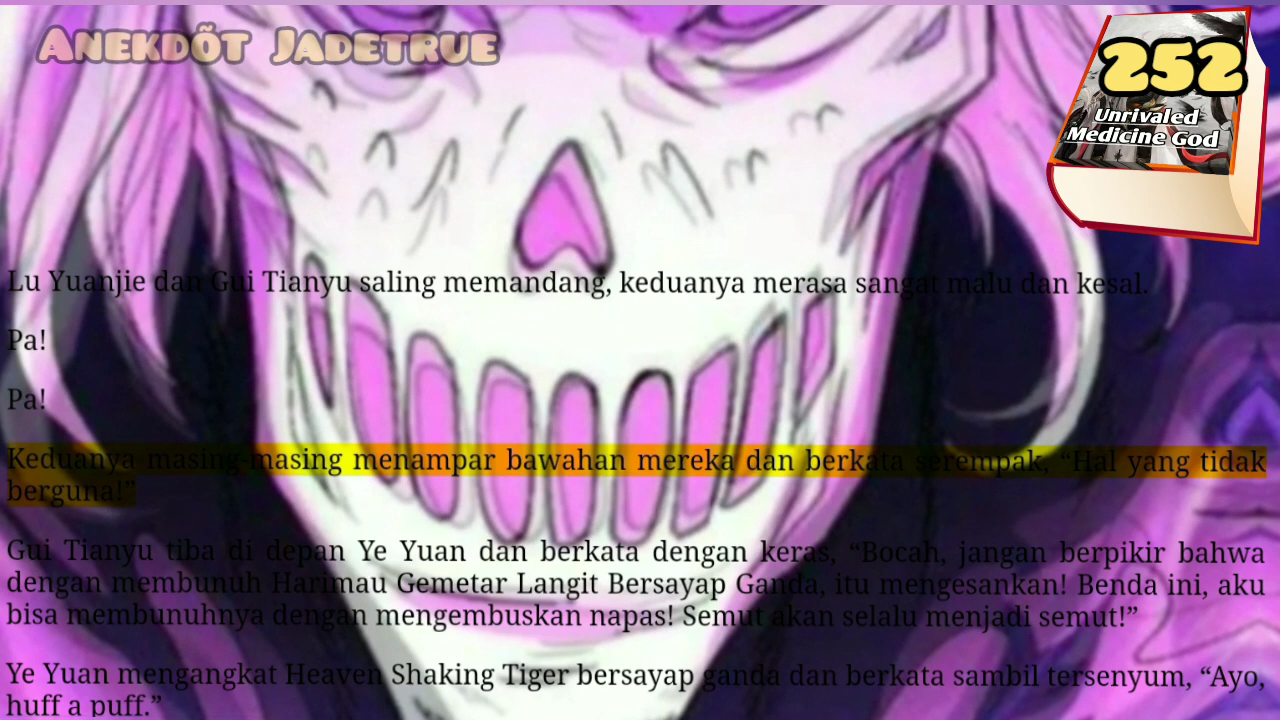 ANEKDÕT JADETRUE
252
Unrivaled
Medicine God
Lu Yuanjie dan Gui Tianyu saling memandang, keduanya merasa sangat malu dan kesal.
Pa!
Pa!
Keduanya masing-masing menampar bawahan mereka dan berkata serempak, “Hal yang tidak
berguna!”
Gui Tianyu tiba di depan Ye Yuan dan berkata dengan keras, “Bocah, jangan berpikir bahwa
dengan membunuh Harimau Gemetar Langit Bersayap Ganda, itu mengesankan! Benda ini, aku
bisa membunuhnya dengan mengembuskan napas! Semut akan selalu menjadi semut!”
Ye Yuan mengangkat Heaven Shaking Tiger bersayap ganda dan berkata sambil tersenyum, “Ayo,
huff a puff.”